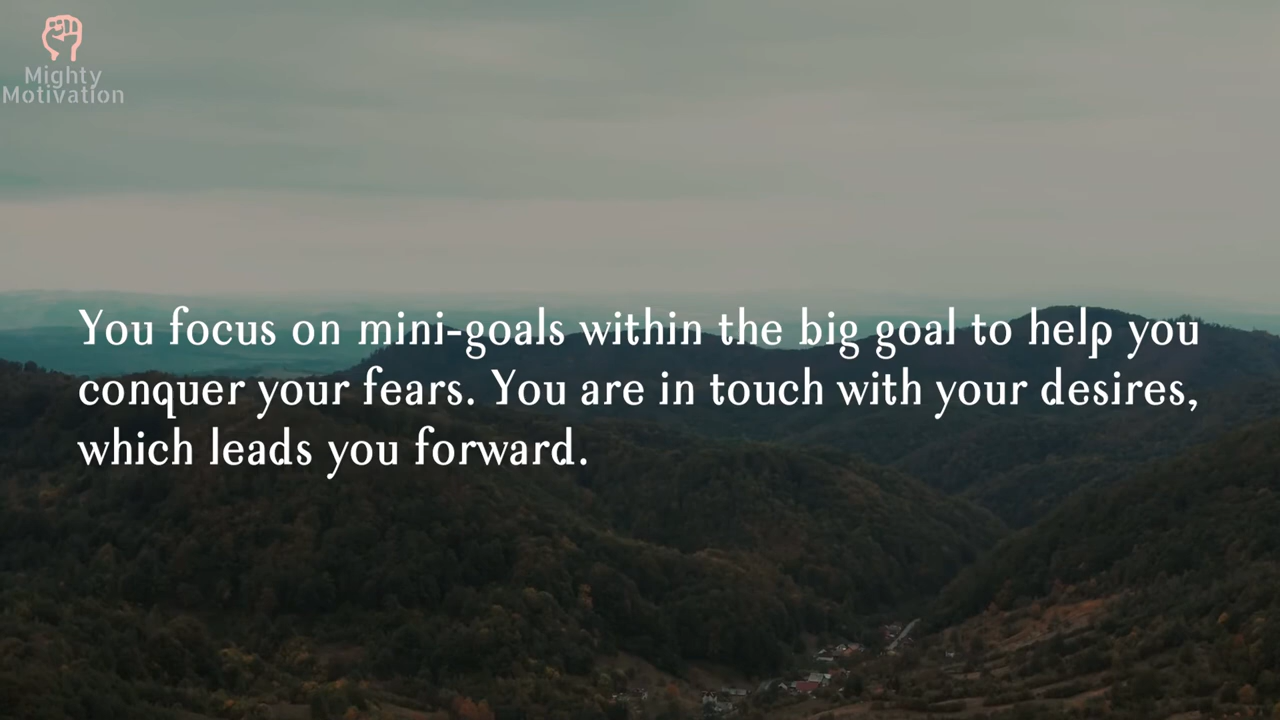 Mighty
Motivation
You focus on mini-goals within the big goal to help you
conquer your fears. You are in touch with your desires,
which leads you forward.